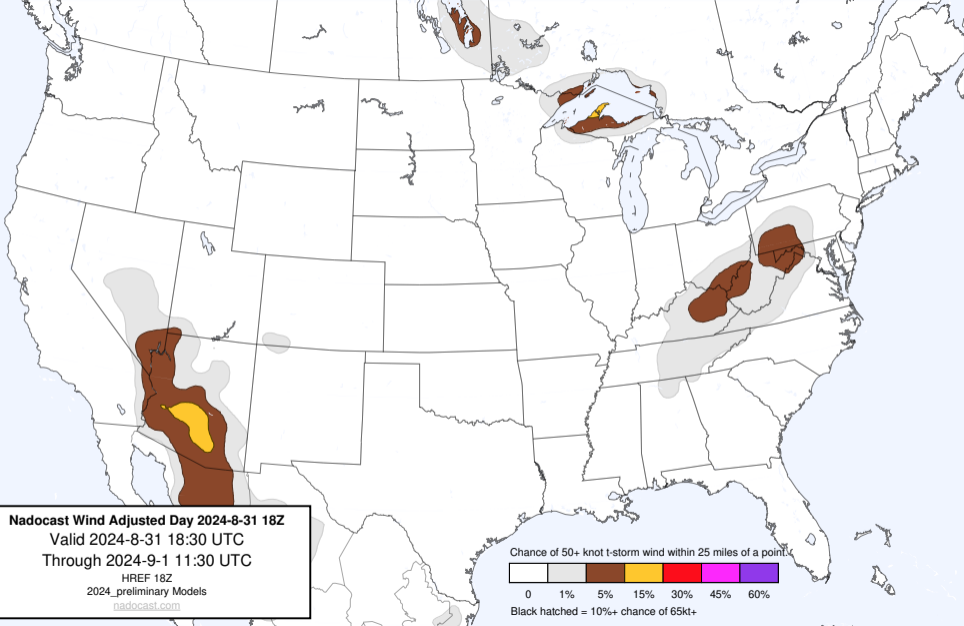 Nadocast Wind Adjusted Day 2024-8-31 18Z
Valid 2024-8-31 18:30 UTC
Through 2024-9-1 11:30 UTC
HREF 18Z
2024_preliminary Models
nadocast.com
Chance of 50+ knot t-storm wind within 25 miles of a point.
0 1% 5% 15% 30% 45% 60%
Black hatched = 10%+ chance of 65kt+